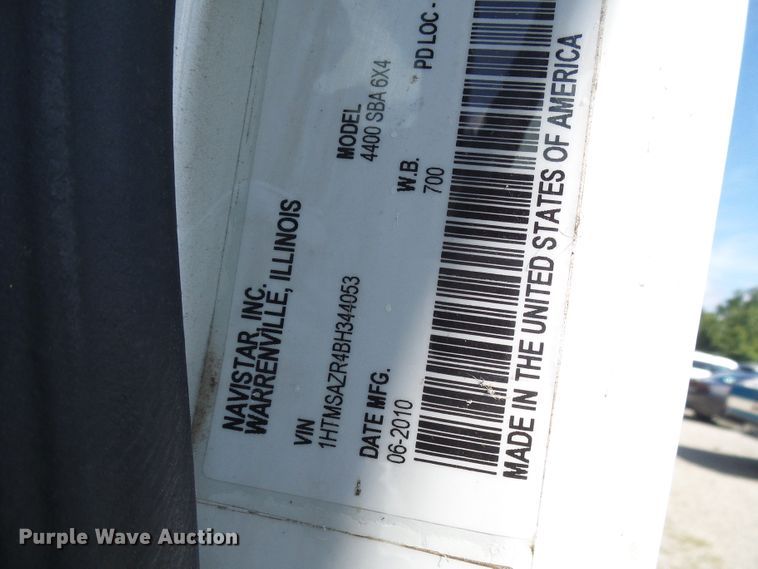 NAVISTAR, INC.
WARRENVILLE, ILLINOIS
VIN
1HTMSAZR4BH344053
DATE MFG.
06-2010
MODEL
4400 SBA 6X4
W.B.
700
PD LOC -
MADE IN THE UNITED STATES OF AMERICA
Purple Wave Auction